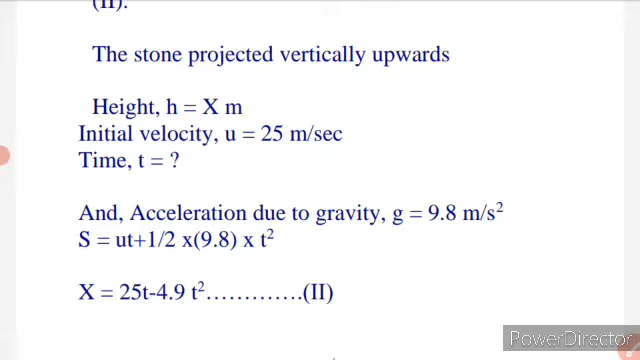 (II).
The stone projected vertically upwards
Height, h = X m
Initial velocity, u = 25 m/sec
Time, t = ?
And, Acceleration due to gravity, g = 9.8 m/s²
S = ut+1/2 x(9.8) x t²
X = 25t-4.9 t²………….(II)
PowerDirector